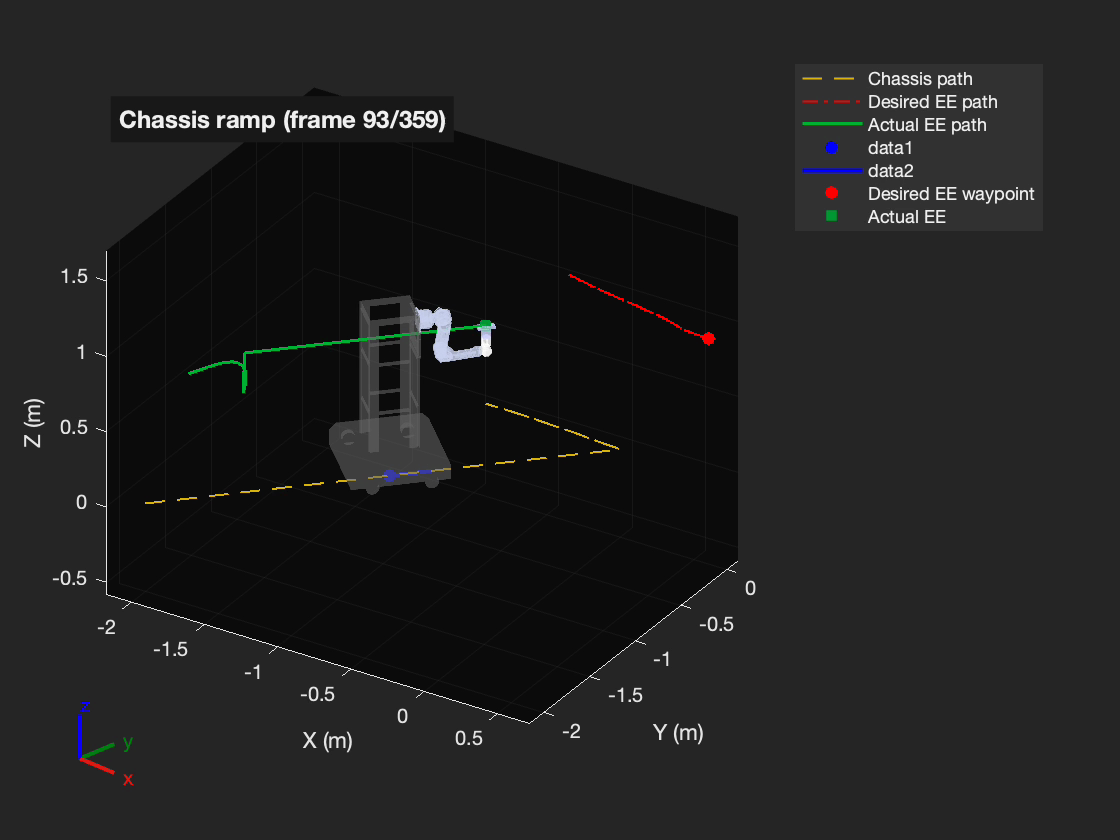 Chassis ramp (frame 93/359)
Chassis path
Desired EE path
Actual EE path
data1
data2
Desired EE waypoint
Actual EE
1.5
1
0.5
0
-0.5
Z (m)
-2
-1.5
-1
-0.5
0
0.5
X (m)
0
-0.5
-1
-1.5
-2
Y (m)
z
y
x